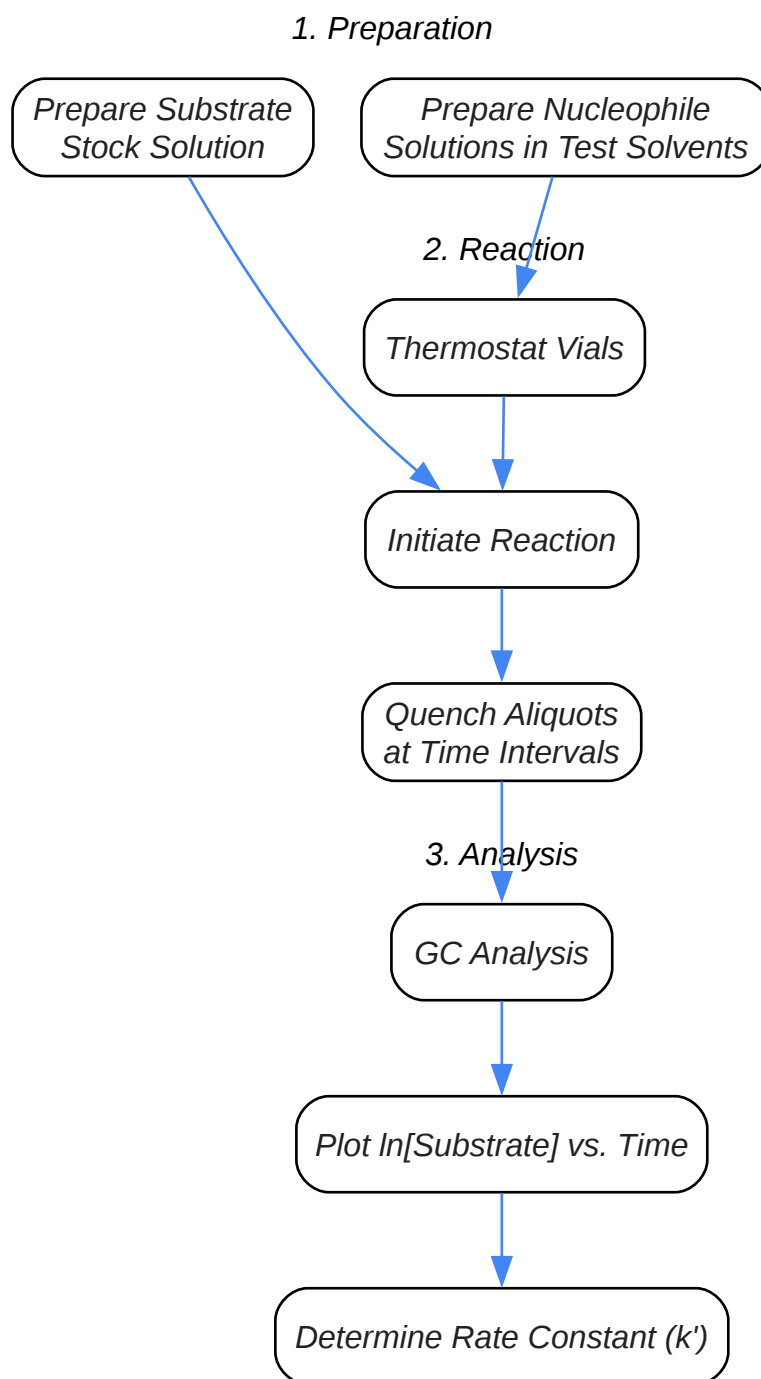 1. Preparation
Prepare Substrate
Stock Solution
Prepare Nucleophile
Solutions in Test Solvents
2. Reaction
Thermostat Vials
Initiate Reaction
Quench Aliquots
at Time Intervals
3. Analysis
GC Analysis
Plot ln[Substrate] vs. Time
Determine Rate Constant (k')